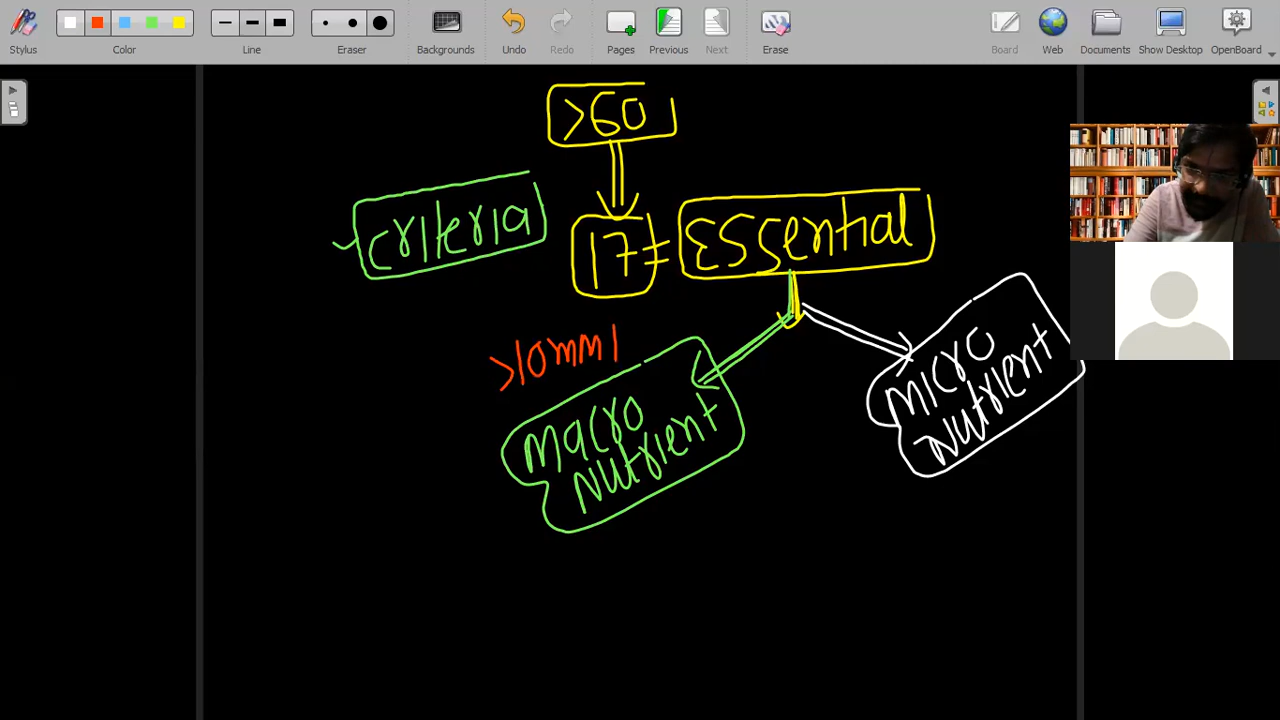 Stylus
Color
Line
Eraser
Backgrounds
Undo
Redo
Pages
Previous
Next
Erase
Board
Web
Documents
Show Desktop
OpenBoard
>60
criteria
17 = Essential
>10mml
Macro
Nutrient
Micro
Nutrient